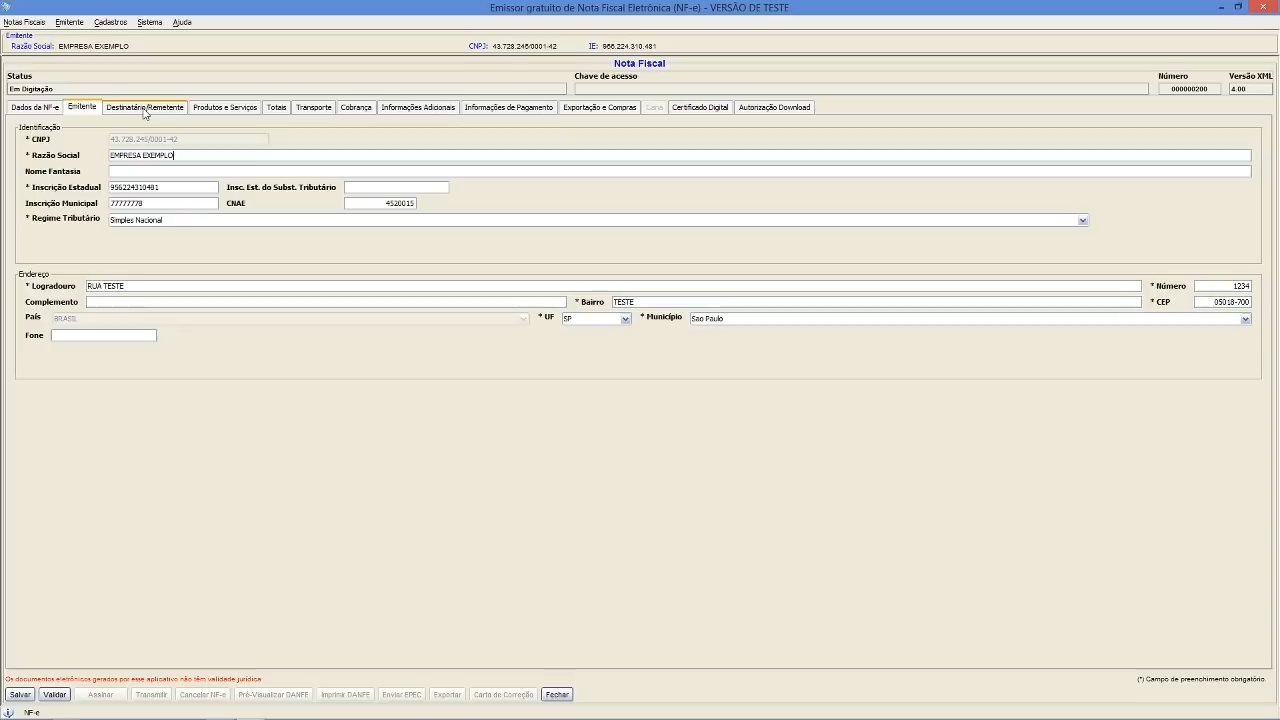 Emissor gratuito de Nota Fiscal Eletrônica (NF-e) - VERSÃO DE TESTE
Notas Fiscais Emitente Cadastros Sistema Ajuda
Emitente
Razão Social: EMPRESA EXEMPLO CNPJ: 43.728.245/0001-42 IE: 956.224.310.481
Nota Fiscal
Status Chave de acesso Número Versão XML
Em Digitação 000000200 4.00
Dados da NF-e Emitente Destinatário/Remetente Produtos e Serviços Totais Transporte Cobrança Informações Adicionais Informações de Pagamento Exportação e Compras Cana Certificado Digital Autorização Download
Identificação
* CNPJ 43.728.245/0001-42
* Razão Social EMPRESA EXEMPLO
Nome Fantasia
* Inscrição Estadual 956224310481 Insc. Est. do Subst. Tributário
Inscrição Municipal 77777778 CNAE 4520015
* Regime Tributário Simples Nacional
Endereço
* Logradouro RUA TESTE * Número 1234
Complemento * Bairro TESTE * CEP 05018-700
País BRASIL * UF SP * Município Sao Paulo
Fone
Os documentos eletrônicos gerados por esse aplicativo não têm validade jurídica (*) Campo de preenchimento obrigatório.
Salvar Validar Assinar Transmitir Cancelar NF-e Pré-Visualizar DANFE Imprimir DANFE Enviar EPEC Exportar Carta de Correção Fechar
NF-e